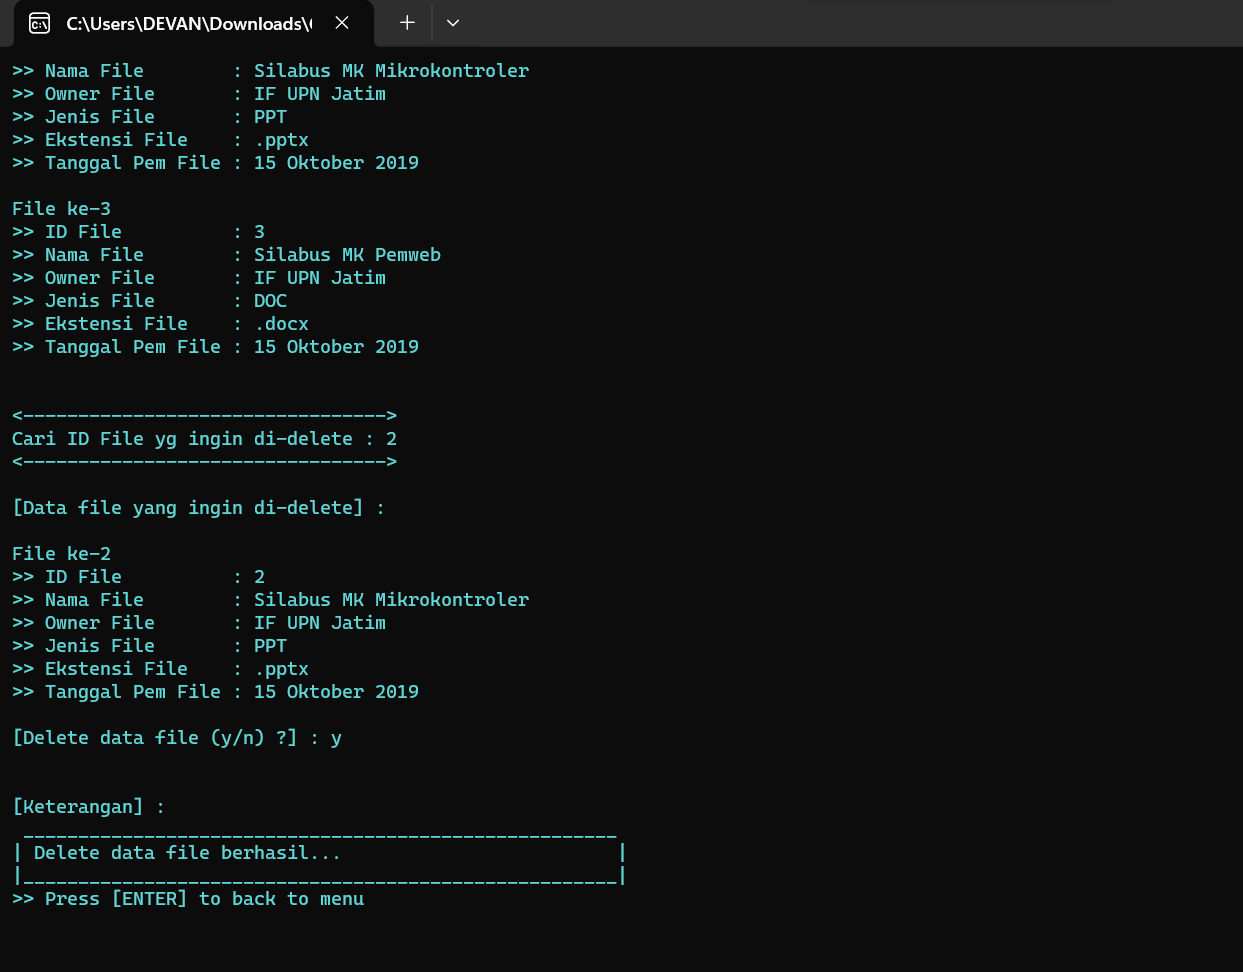 C:\Users\DEVAN\Downloads\
>> Nama File        : Silabus MK Mikrokontroler
>> Owner File       : IF UPN Jatim
>> Jenis File       : PPT
>> Ekstensi File    : .pptx
>> Tanggal Pem File : 15 Oktober 2019
File ke-3
>> ID File          : 3
>> Nama File        : Silabus MK Pemweb
>> Owner File       : IF UPN Jatim
>> Jenis File       : DOC
>> Ekstensi File    : .docx
>> Tanggal Pem File : 15 Oktober 2019
<--------------------------------->
Cari ID File yg ingin di-delete : 2
<--------------------------------->
[Data file yang ingin di-delete] :
File ke-2
>> ID File          : 2
>> Nama File        : Silabus MK Mikrokontroler
>> Owner File       : IF UPN Jatim
>> Jenis File       : PPT
>> Ekstensi File    : .pptx
>> Tanggal Pem File : 15 Oktober 2019
[Delete data file (y/n) ?] : y
[Keterangan] :
| Delete data file berhasil...                         |
>> Press [ENTER] to back to menu